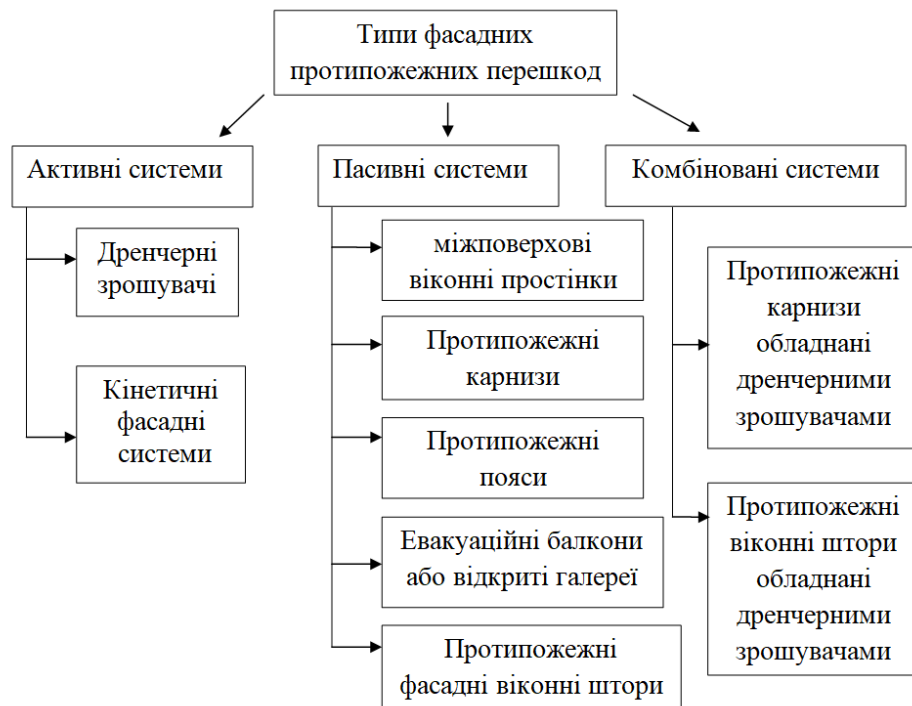 Типи фасадних
протипожежних перешкод
Активні системи
Дренчерні
зрошувачі
Кінетичні
фасадні
системи
Пасивні системи
міжповерхові
віконні простінки
Протипожежні
карнизи
Протипожежні
пояси
Евакуаційні балкони
або відкриті галереї
Протипожежні
фасадні віконні штори
Комбіновані системи
Протипожежні
карнизи
обладнані
дренчерними
зрошувачами
Протипожежні
віконні штори
обладнані
дренчерними
зрошувачами